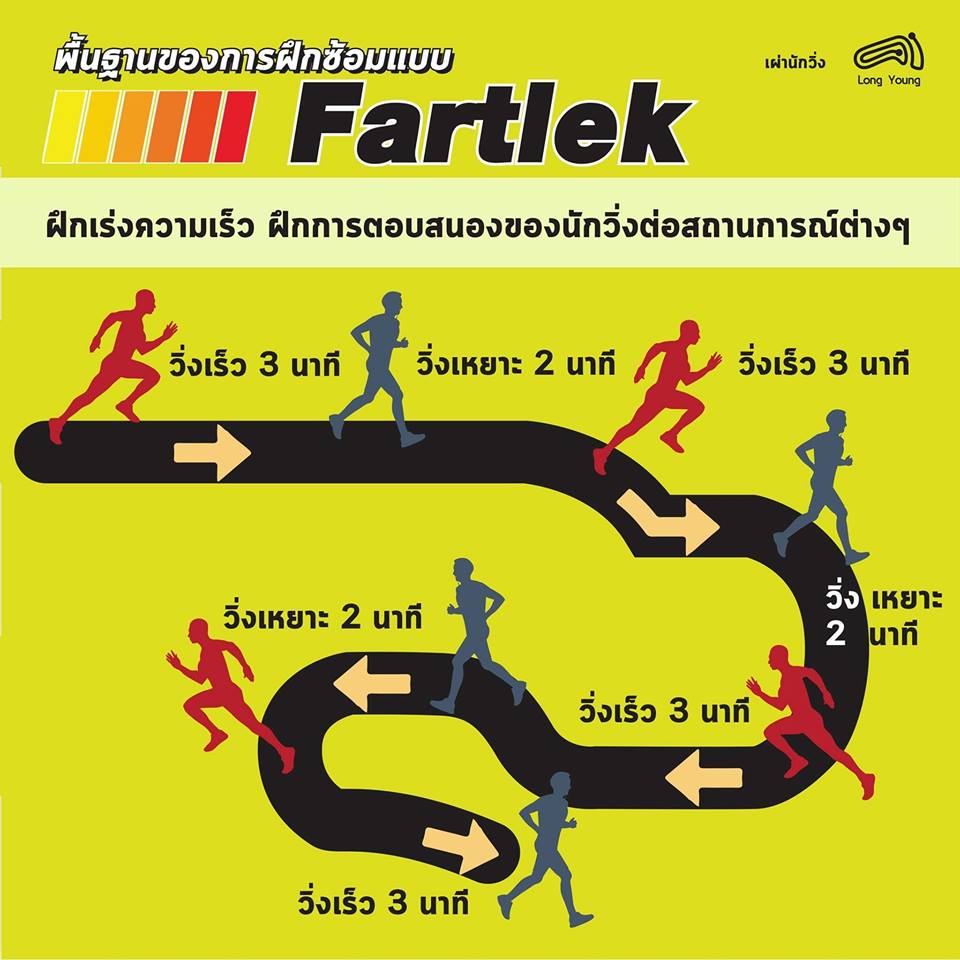 พื้นฐานของการฝึกซ้อมแบบ
Fartlek
เผ่านักวิ่ง
Long Young
ฝึกเร่งความเร็ว ฝึกการตอบสนองของนักวิ่งต่อสถานการณ์ต่างๆ
วิ่งเร็ว 3 นาที
วิ่งเหยาะ 2 นาที
วิ่งเร็ว 3 นาที
วิ่ง เหยาะ
2 นาที
วิ่งเร็ว 3 นาที
วิ่งเหยาะ 2 นาที
วิ่งเร็ว 3 นาที